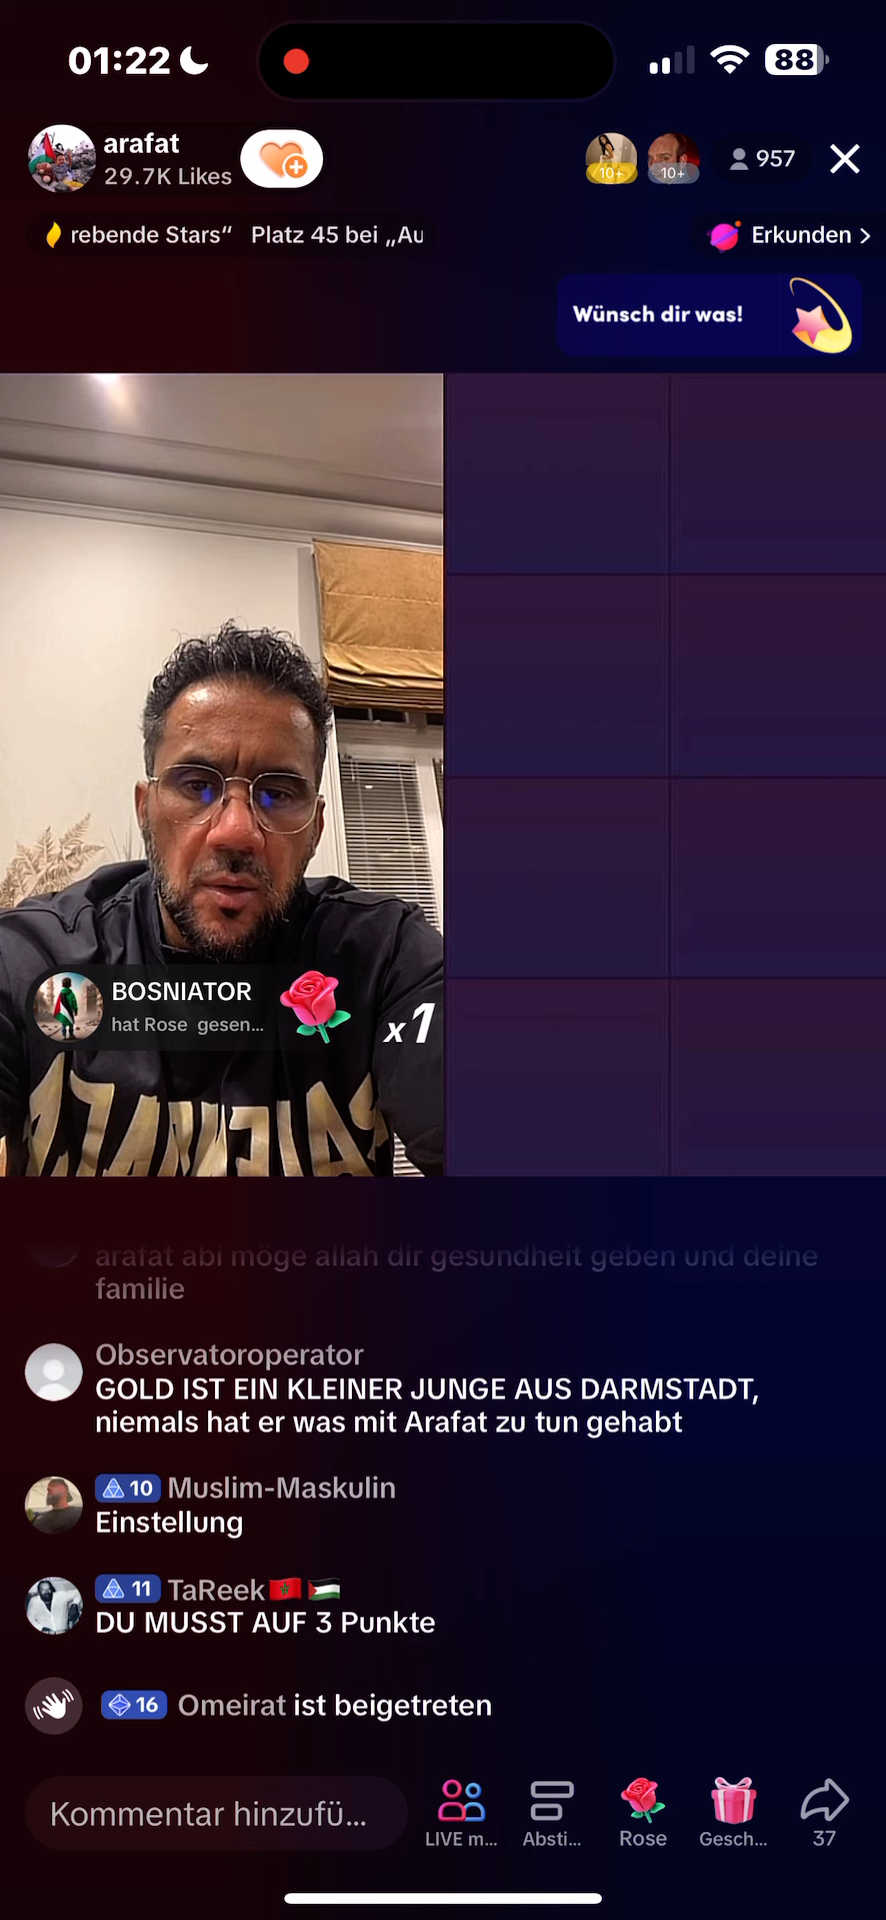 01:22
88
arafat
29.7K Likes
10+
10+
957
rebende Stars“ Platz 45 bei „Au
Erkunden >
Wünsch dir was!
BOSNIATOR
hat Rose gesen...
x1
arafat abi möge allah dir gesundheit geben und deine
familie
Observatoroperator
GOLD IST EIN KLEINER JUNGE AUS DARMSTADT,
niemals hat er was mit Arafat zu tun gehabt
10 Muslim-Maskulin
Einstellung
11 TaReek🇲🇦🇵🇸
DU MUSST AUF 3 Punkte
16 Omeirat ist beigetreten
Kommentar hinzufü...
LIVE m...
Absti...
Rose
Gesch...
37